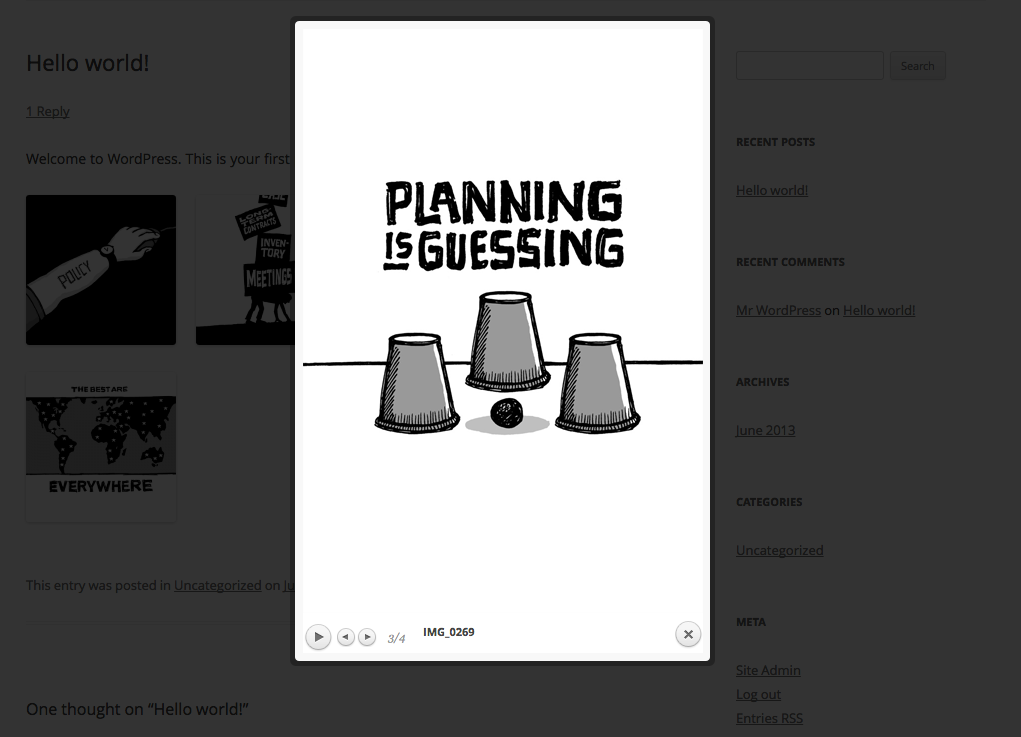 Hello world!
1 Reply
Welcome to WordPress. This is your first
POLICY
LONG
TERM
CONTRACTS
INVEN-
TORY
MEETINGS
THE BEST ARE
EVERYWHERE
This entry was posted in Uncategorized on Ju
One thought on “Hello world!”
PLANNING
IS GUESSING
3/4
IMG_0269
Search
RECENT POSTS
Hello world!
RECENT COMMENTS
Mr WordPress on Hello world!
ARCHIVES
June 2013
CATEGORIES
Uncategorized
META
Site Admin
Log out
Entries RSS